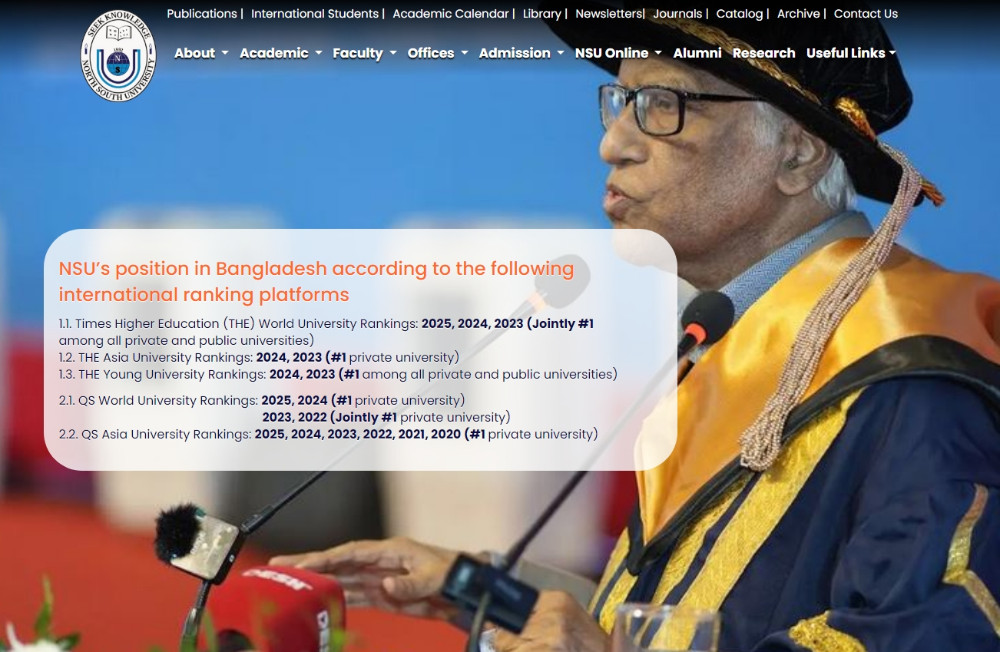 Publications | International Students | Academic Calendar | Library | Newsletters| Journals | Catalog | Archive | Contact Us
SEEK KNOWLEDGE
1992
N
S
NORTH SOUTH UNIVERSITY
About Academic Faculty Offices Admission NSU Online Alumni Research Useful Links
NSU’s position in Bangladesh according to the following
international ranking platforms
1.1. Times Higher Education (THE) World University Rankings: 2025, 2024, 2023 (Jointly #1
among all private and public universities)
1.2. THE Asia University Rankings: 2024, 2023 (#1 private university)
1.3. THE Young University Rankings: 2024, 2023 (#1 among all private and public universities)
2.1. QS World University Rankings: 2025, 2024 (#1 private university)
2023, 2022 (Jointly #1 private university)
2.2. QS Asia University Rankings: 2025, 2024, 2023, 2022, 2021, 2020 (#1 private university)